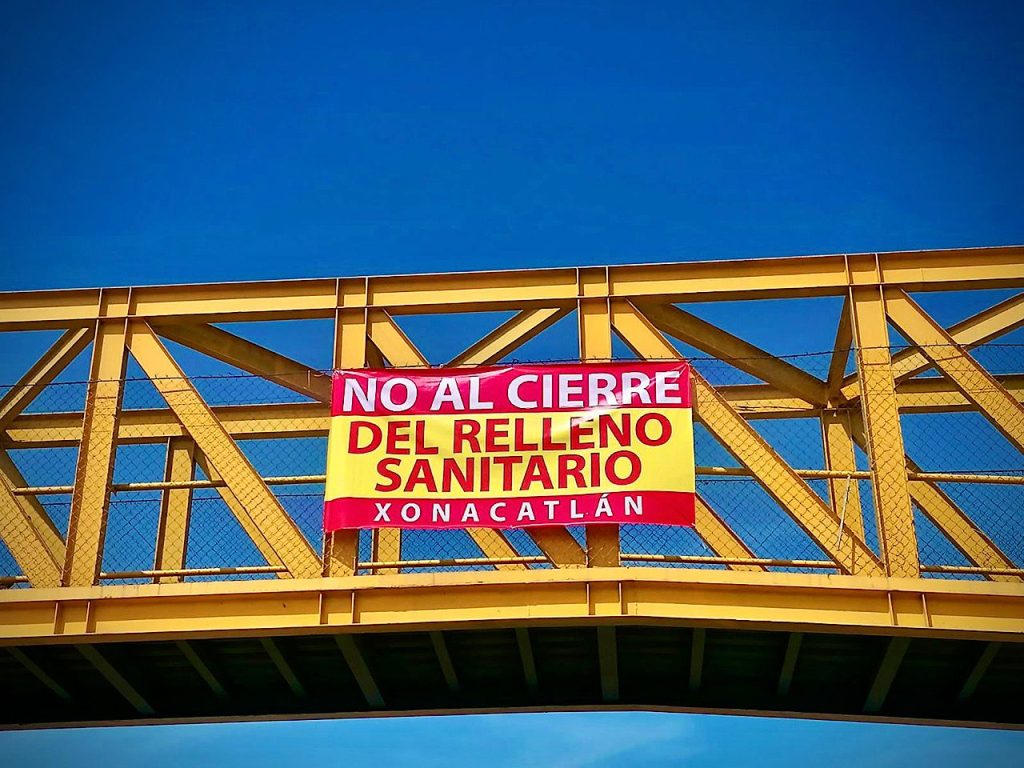 NO AL CIERRE
DEL RELLENO
SANITARIO
XONACATLÁN